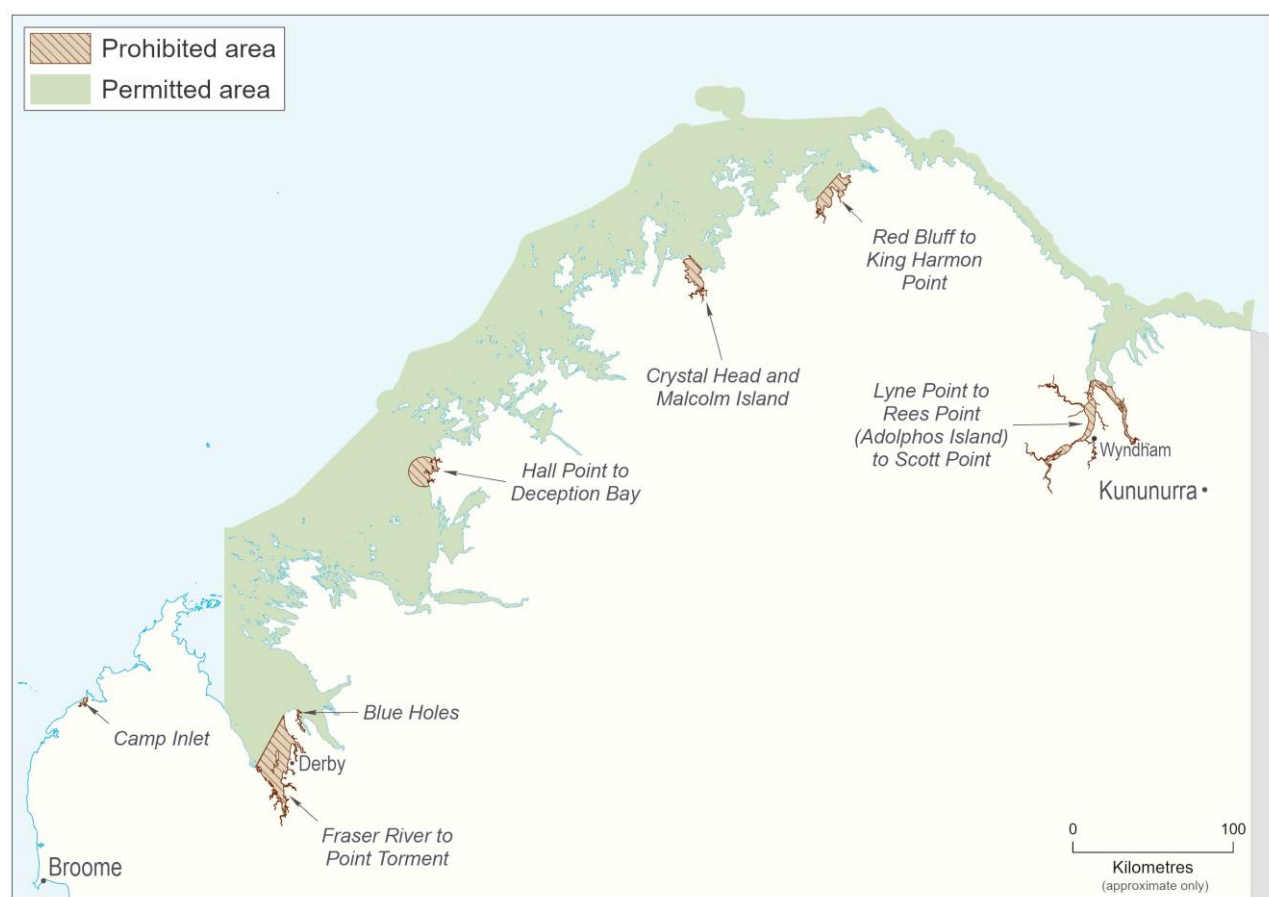 Prohibited area
Permitted area
Red Bluff to
King Harmon
Point
Crystal Head and
Malcolm Island
Lyne Point to
Rees Point
(Adolphos Island)
to Scott Point
Wyndham
Kununurra
Hall Point to
Deception Bay
Blue Holes
Camp Inlet
Derby
Fraser River to
Point Torment
Broome
0 100
Kilometres
(approximate only)